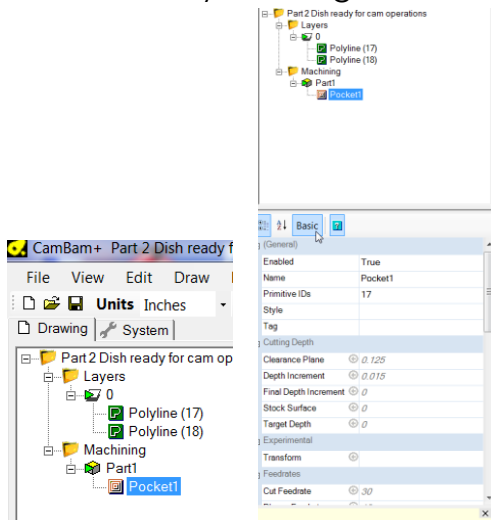 CamBam+ Part 2 Dish ready f
File View Edit Draw
Units Inches
Drawing System
Part 2 Dish ready for cam op
Layers
0
Polyline (17)
Polyline (18)
Machining
Part1
Pocket1
Part 2 Dish ready for cam operations
Layers
0
Polyline (17)
Polyline (18)
Machining
Part1
Pocket1
Basic
(General)
Enabled True
Name Pocket1
Primitive IDs 17
Style
Tag
Cutting Depth
Clearance Plane 0.125
Depth Increment 0.015
Final Depth Increment 0
Stock Surface 0
Target Depth 0
Experimental
Transform
Feedrates
Cut Feedrate 30